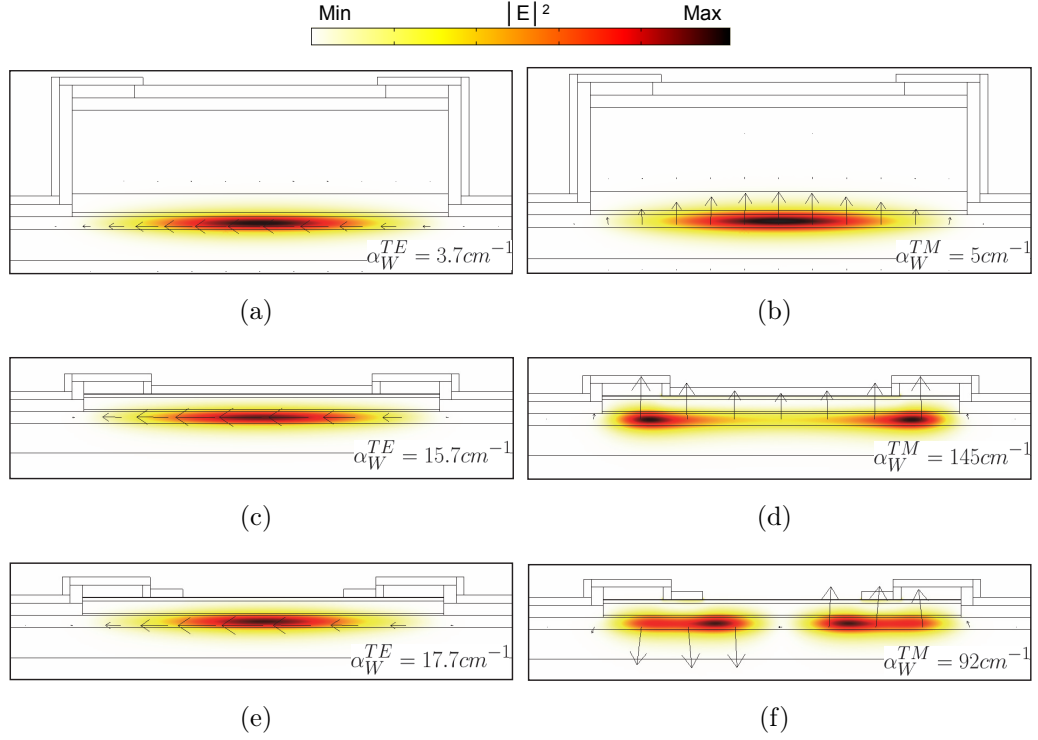 Min |E|² Max
α_W^TE = 3.7cm⁻¹
α_W^TM = 5cm⁻¹
(a)
(b)
α_W^TE = 15.7cm⁻¹
α_W^TM = 145cm⁻¹
(c)
(d)
α_W^TE = 17.7cm⁻¹
α_W^TM = 92cm⁻¹
(e)
(f)